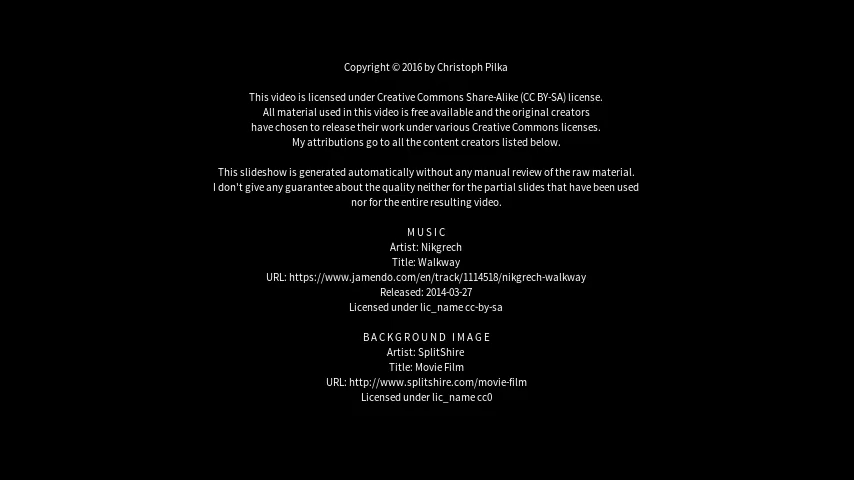 Copyright © 2016 by Christoph Pilka
This video is licensed under Creative Commons Share-Alike (CC BY-SA) license.
All material used in this video is free available and the original creators
have chosen to release their work under various Creative Commons licenses.
My attributions go to all the content creators listed below.
This slideshow is generated automatically without any manual review of the raw material.
I don't give any guarantee about the quality neither for the partial slides that have been used
nor for the entire resulting video.
MUSIC
Artist: Nikgrech
Title: Walkway
URL: https://www.jamendo.com/en/track/1114518/nikgrech-walkway
Released: 2014-03-27
Licensed under lic_name cc-by-sa
BACKGROUND IMAGE
Artist: SplitShire
Title: Movie Film
URL: http://www.splitshire.com/movie-film
Licensed under lic_name cc0